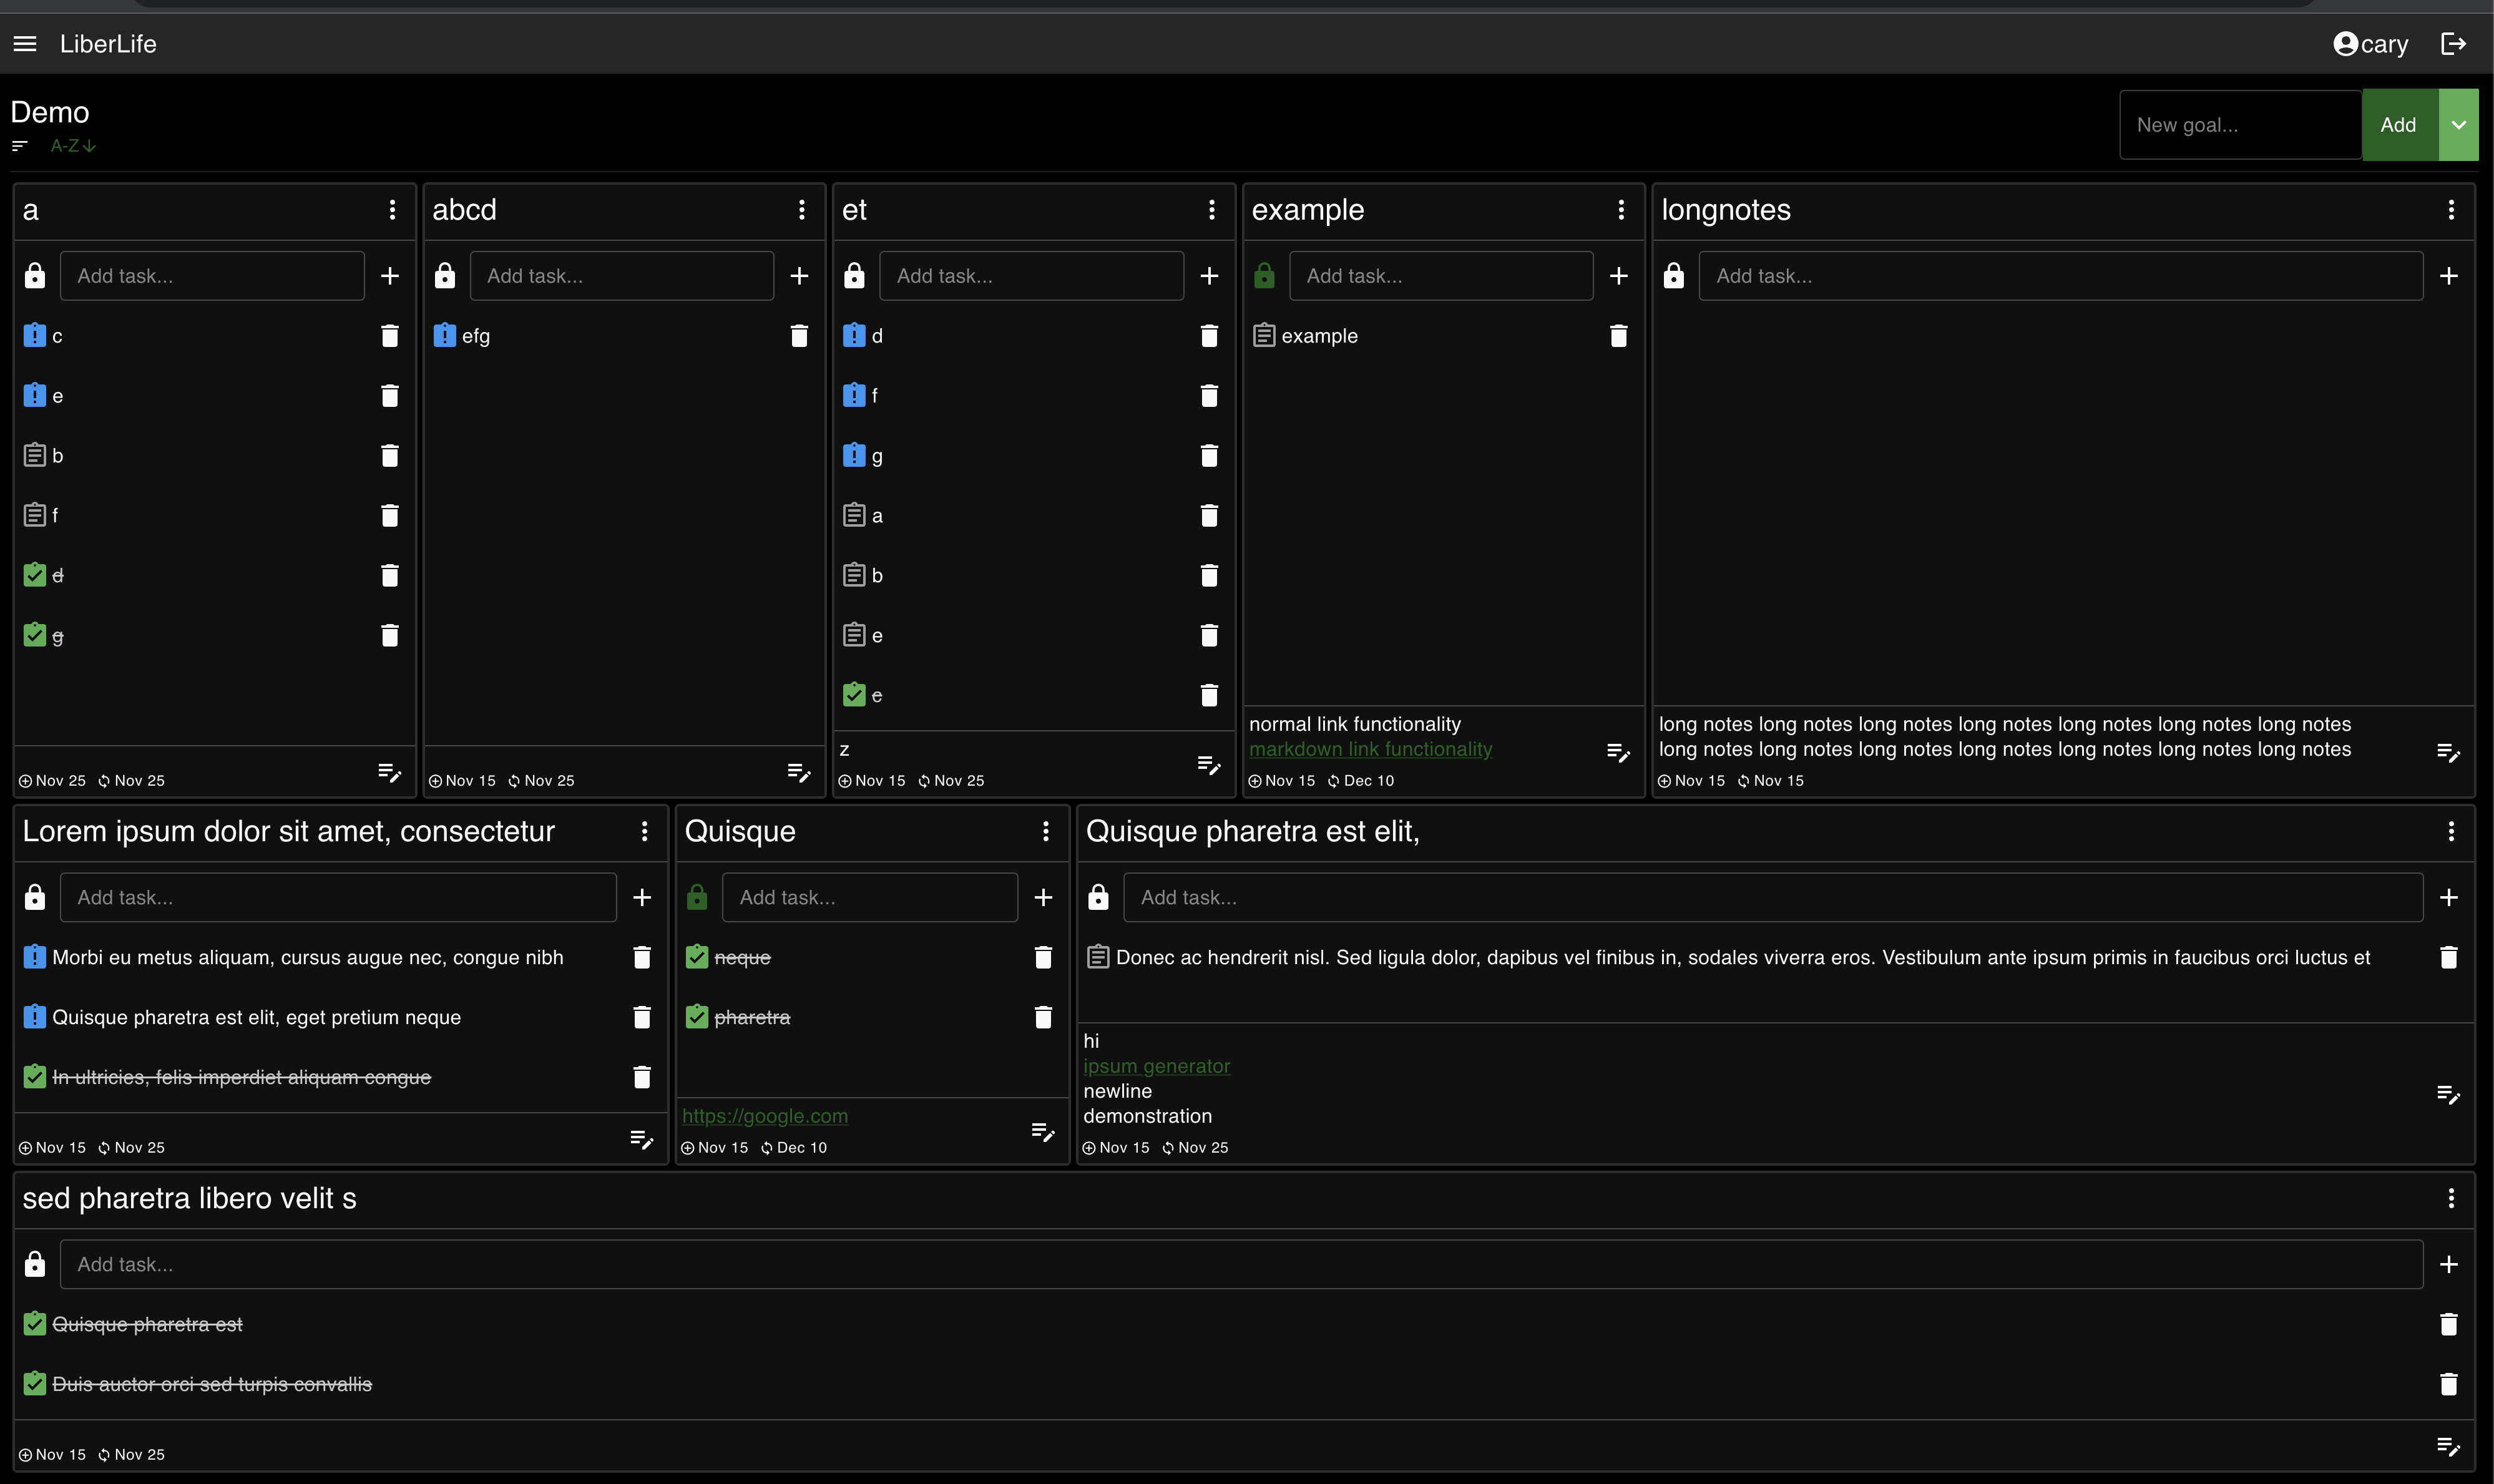 LiberLife
cary
Demo
A-Z
New goal...
Add
a
Add task...
c
e
b
f
d
g
Nov 25 Nov 25
abcd
Add task...
efg
Nov 15 Nov 25
et
Add task...
d
f
g
a
b
e
e
z
Nov 15 Nov 25
example
Add task...
example
normal link functionality
markdown link functionality
Nov 15 Dec 10
longnotes
Add task...
long notes long notes long notes long notes long notes long notes long notes
long notes long notes long notes long notes long notes long notes long notes
Nov 15 Nov 15
Lorem ipsum dolor sit amet, consectetur
Add task...
Morbi eu metus aliquam, cursus augue nec, congue nibh
Quisque pharetra est elit, eget pretium neque
In ultricies, felis imperdiet aliquam congue
Nov 15 Nov 25
Quisque
Add task...
neque
pharetra
https://google.com
Nov 15 Dec 10
Quisque pharetra est elit,
Add task...
Donec ac hendrerit nisl. Sed ligula dolor, dapibus vel finibus in, sodales viverra eros. Vestibulum ante ipsum primis in faucibus orci luctus et
hi
ipsum generator
newline
demonstration
Nov 15 Nov 25
sed pharetra libero velit s
Add task...
Quisque pharetra est
Duis auctor orci sed turpis convallis
Nov 15 Nov 25